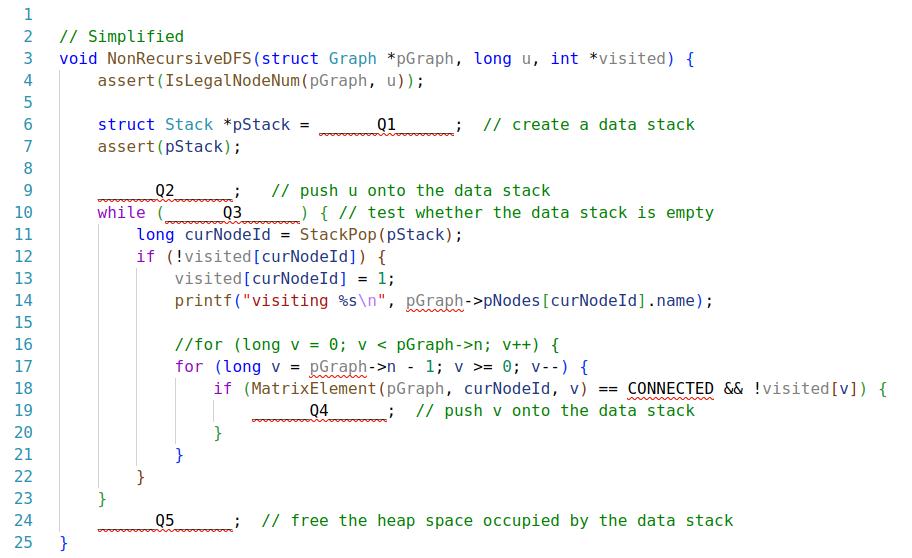 1
2 // Simplified
3 void NonRecursiveDFS(struct Graph *pGraph, long u, int *visited) {
4     assert(IsLegalNodeNum(pGraph, u));
5
6     struct Stack *pStack = ______Q1______;  // create a data stack
7     assert(pStack);
8
9     ______Q2______;   // push u onto the data stack
10     while (______Q3______) { // test whether the data stack is empty
11         long curNodeId = StackPop(pStack);
12         if (!visited[curNodeId]) {
13             visited[curNodeId] = 1;
14             printf("visiting %s\n", pGraph->pNodes[curNodeId].name);
15
16             //for (long v = 0; v < pGraph->n; v++) {
17             for (long v = pGraph->n - 1; v >= 0; v--) {
18                 if (MatrixElement(pGraph, curNodeId, v) == CONNECTED && !visited[v]) {
19                     ______Q4______;  // push v onto the data stack
20                 }
21             }
22         }
23     }
24     ______Q5______;  // free the heap space occupied by the data stack
25 }